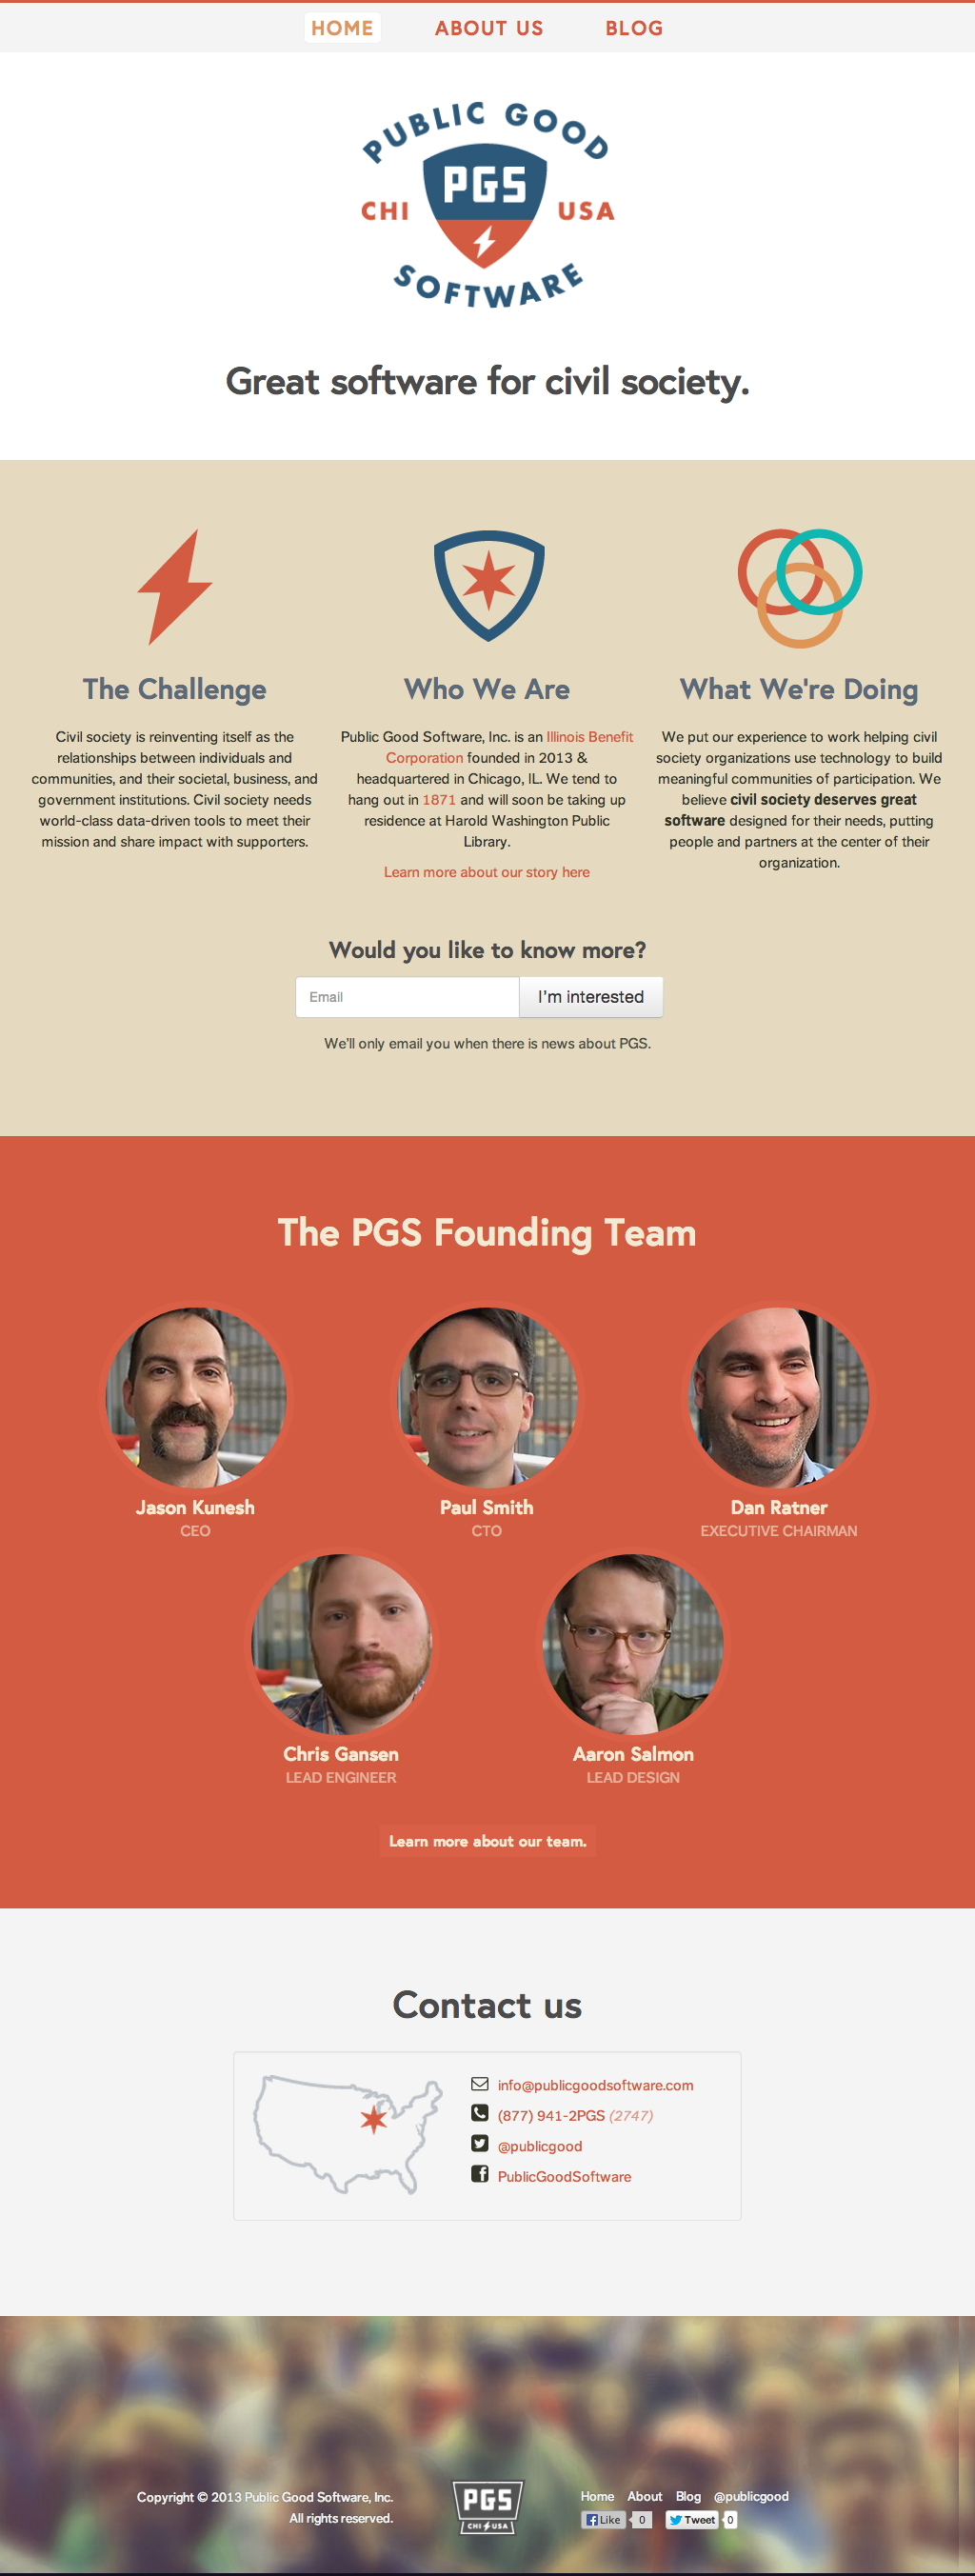 HOME ABOUT US BLOG
PUBLIC GOOD
PGS
CHI USA
SOFTWARE
Great software for civil society.
The Challenge
Civil society is reinventing itself as the
relationships between individuals and
communities, and their societal, business, and
government institutions. Civil society needs
world-class data-driven tools to meet their
mission and share impact with supporters.
Who We Are
Public Good Software, Inc. is an Illinois Benefit
Corporation founded in 2013 &
headquartered in Chicago, IL. We tend to
hang out in 1871 and will soon be taking up
residence at Harold Washington Public
Library.
Learn more about our story here
What We're Doing
We put our experience to work helping civil
society organizations use technology to build
meaningful communities of participation. We
believe civil society deserves great
software designed for their needs, putting
people and partners at the center of their
organization.
Would you like to know more?
Email
I'm interested
We'll only email you when there is news about PGS.
The PGS Founding Team
Jason Kunesh
CEO
Paul Smith
CTO
Dan Ratner
EXECUTIVE CHAIRMAN
Chris Gansen
LEAD ENGINEER
Aaron Salmon
LEAD DESIGN
Learn more about our team.
Contact us
info@publicgoodsoftware.com
(877) 941-2PGS (2747)
@publicgood
PublicGoodSoftware
Copyright © 2013 Public Good Software, Inc.
All rights reserved.
PGS
CHI USA
Home About Blog @publicgood
Like 0 Tweet 0